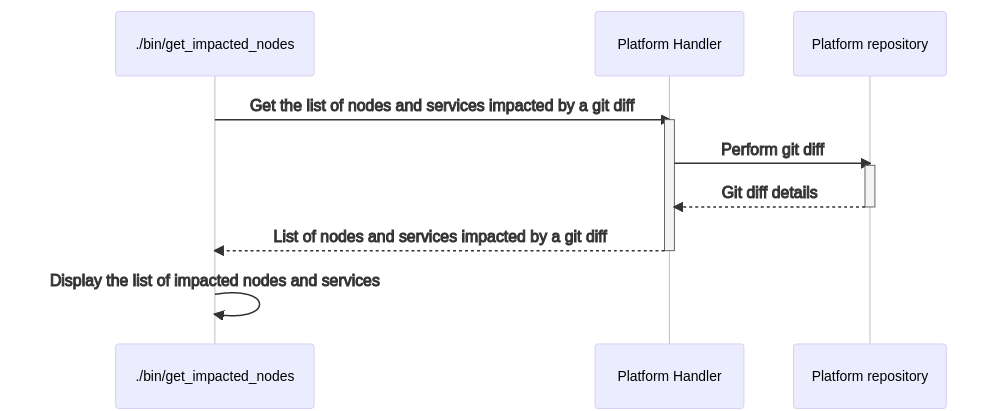 ./bin/get_impacted_nodes
Platform Handler
Platform repository
Get the list of nodes and services impacted by a git diff
Perform git diff
Git diff details
List of nodes and services impacted by a git diff
Display the list of impacted nodes and services
./bin/get_impacted_nodes
Platform Handler
Platform repository